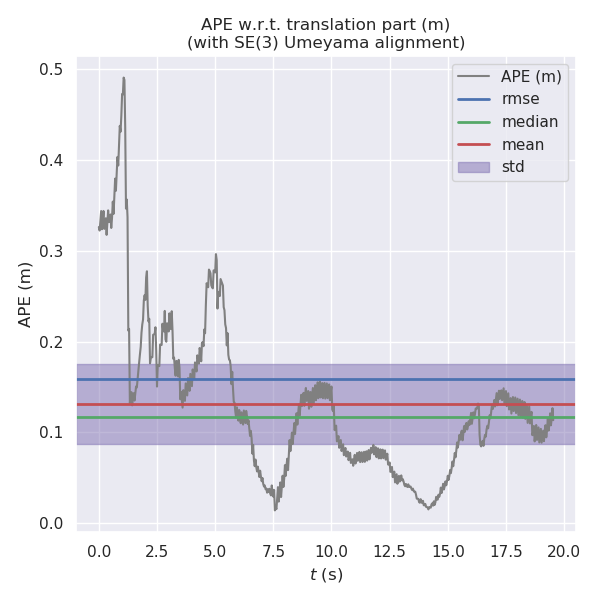 APE w.r.t. translation part (m)
(with SE(3) Umeyama alignment)
APE (m)
rmse
median
mean
std
0.5
0.4
0.3
0.2
0.1
0.0
APE (m)
0.0 2.5 5.0 7.5 10.0 12.5 15.0 17.5 20.0
t (s)